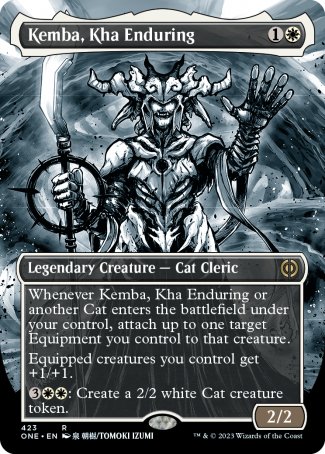 Kemba, Kha Enduring 1
Legendary Creature — Cat Cleric
Whenever Kemba, Kha Enduring or
another Cat enters the battlefield under
your control, attach up to one target
Equipment you control to that creature.
Equipped creatures you control get
+1/+1.
3: Create a 2/2 white Cat creature
token.
2/2
423 R
ONE • EN 泉 朝樹/TOMOKI IZUMI
™ & © 2023 Wizards of the Coast